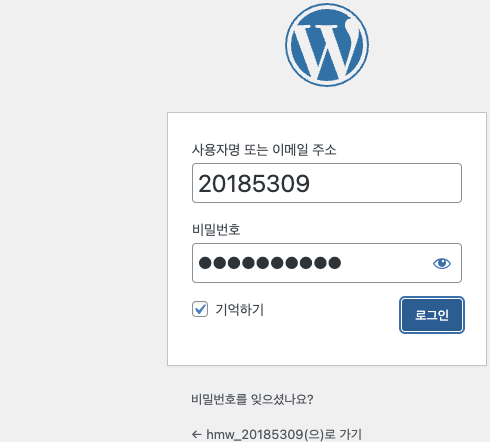 사용자명 또는 이메일 주소
20185309
비밀번호
●●●●●●●●●●
기억하기
로그인
비밀번호를 잊으셨나요?
← hmw_20185309(으)로 가기